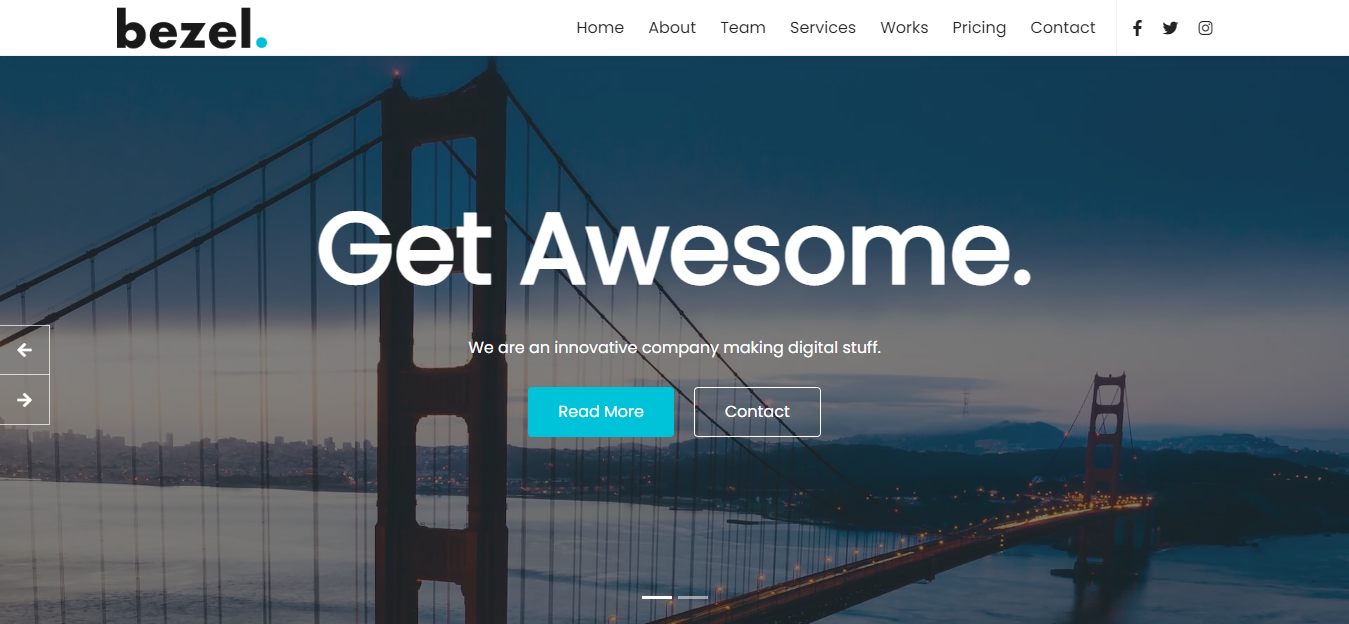 bezel.
Home About Team Services Works Pricing Contact
Get Awesome.
We are an innovative company making digital stuff.
Read More Contact